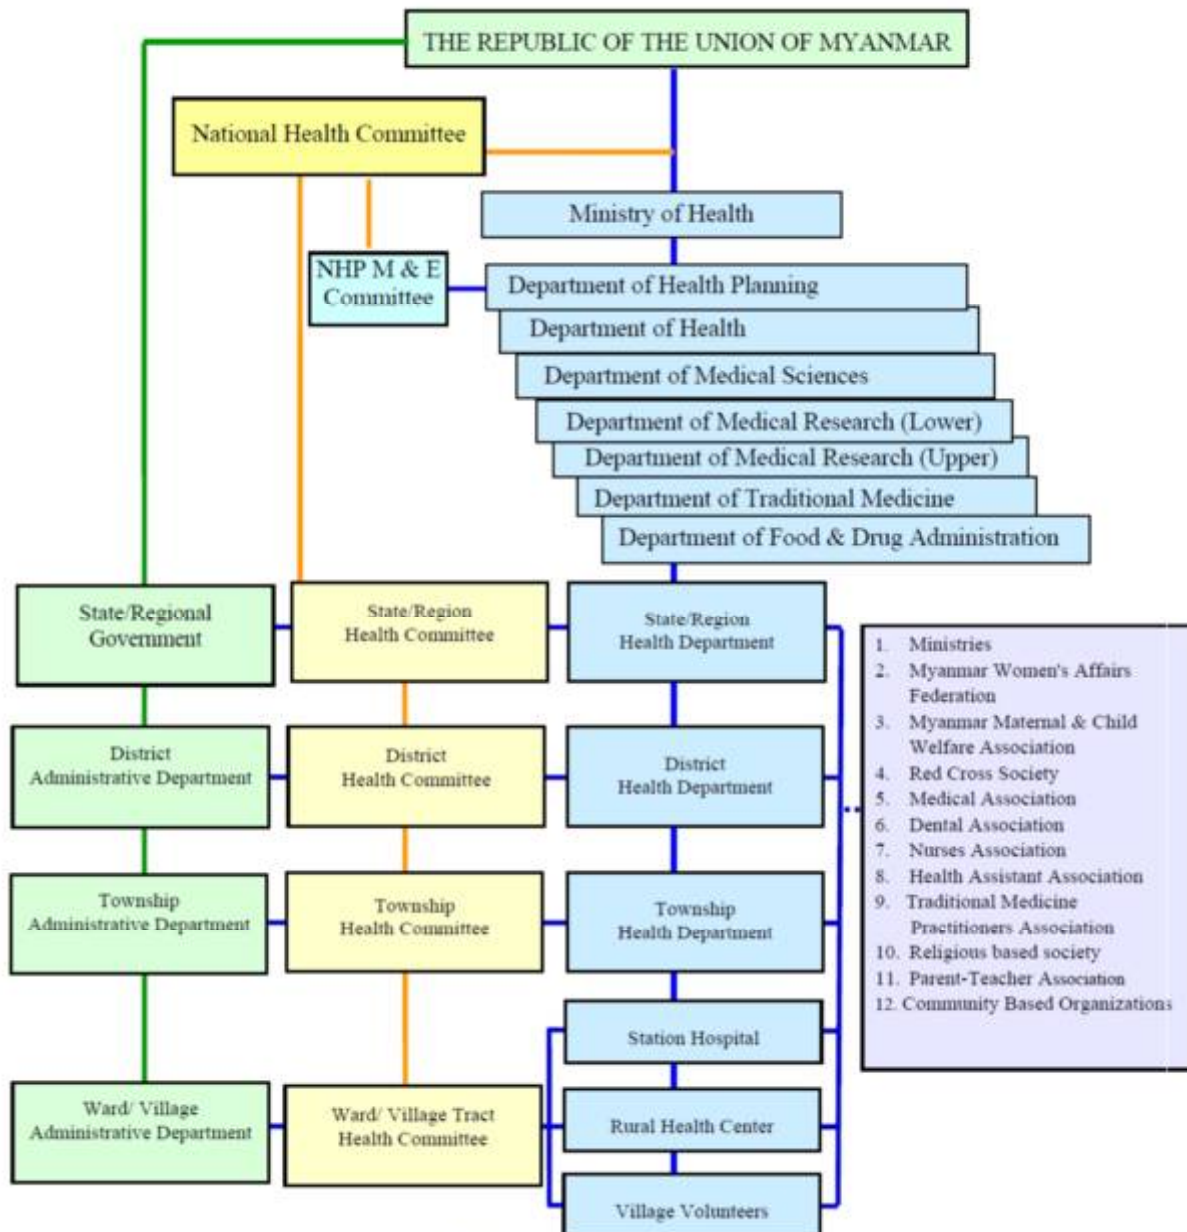 THE REPUBLIC OF THE UNION OF MYANMAR
National Health Committee
Ministry of Health
NHP M & E
Committee
Department of Health Planning
Department of Health
Department of Medical Sciences
Department of Medical Research (Lower)
Department of Medical Research (Upper)
Department of Traditional Medicine
Department of Food & Drug Administration
State/Regional
Government
State/Region
Health Committee
State/Region
Health Department
District
Administrative Department
District
Health Committee
District
Health Department
Township
Administrative Department
Township
Health Committee
Township
Health Department
Station Hospital
Ward/ Village
Administrative Department
Ward/ Village Tract
Health Committee
Rural Health Center
Village Volunteers
1. Ministries
2. Myanmar Women's Affairs
Federation
3. Myanmar Maternal & Child
Welfare Association
4. Red Cross Society
5. Medical Association
6. Dental Association
7. Nurses Association
8. Health Assistant Association
9. Traditional Medicine
Practitioners Association
10. Religious based society
11. Parent-Teacher Association
12. Community Based Organizations